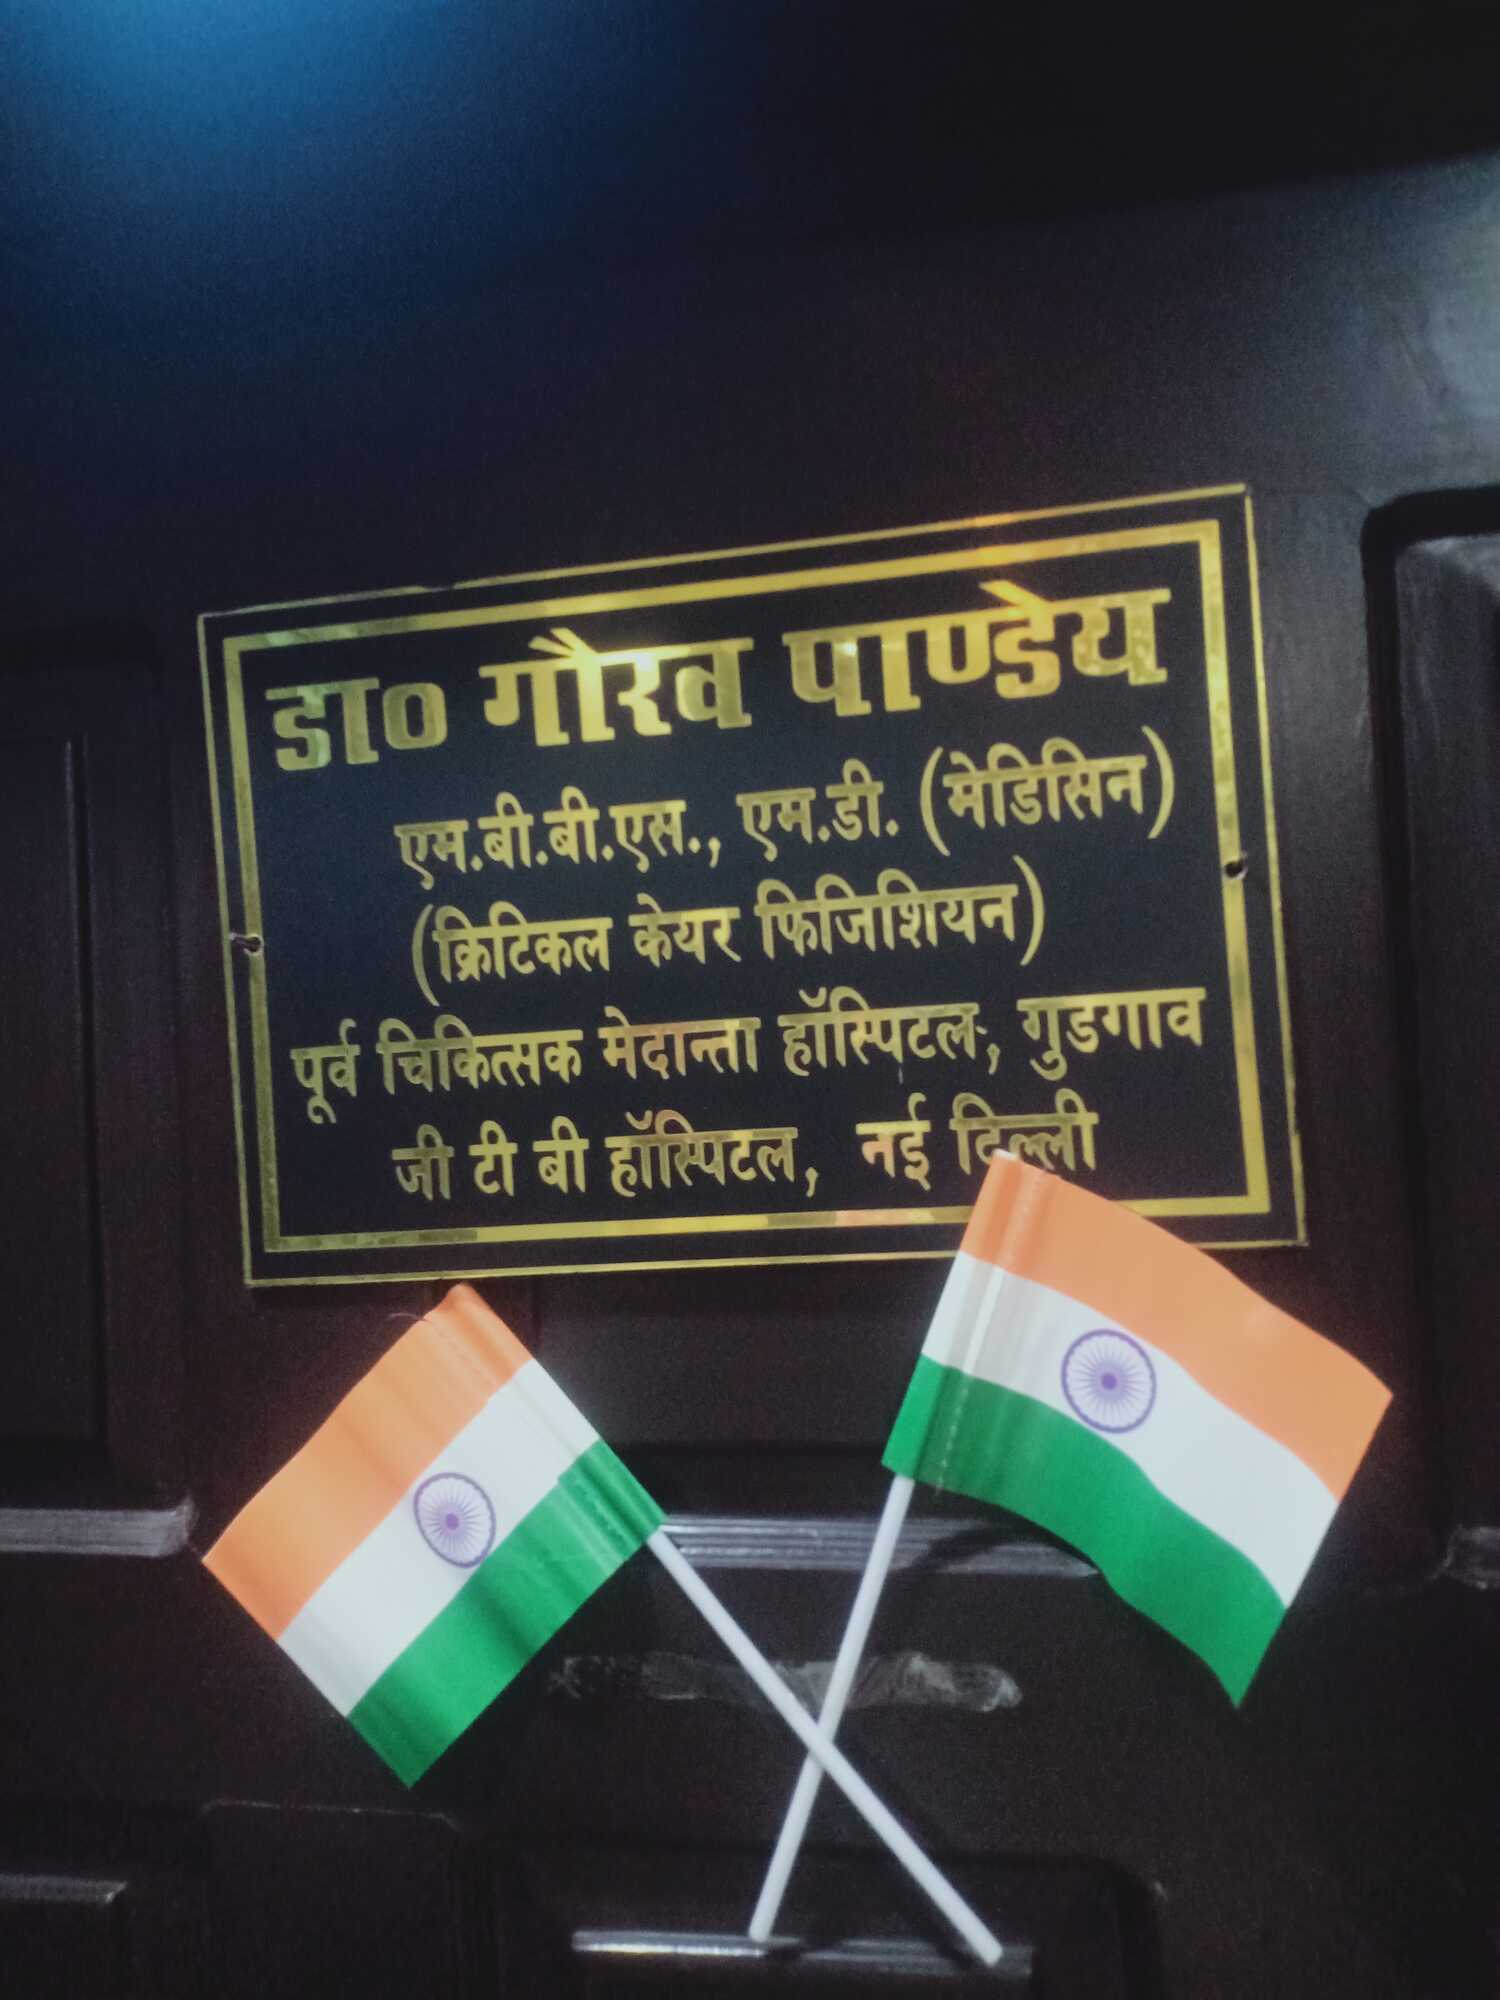 डा० गौरव पाण्डेय
एम.बी.बी.एस., एम.डी. (मेडिसिन)
(क्रिटिकल केयर फिजिशियन)
पूर्व चिकित्सक मेदान्ता हॉस्पिटल, गुडगाव
जी टी बी हॉस्पिटल, नई दिल्ली